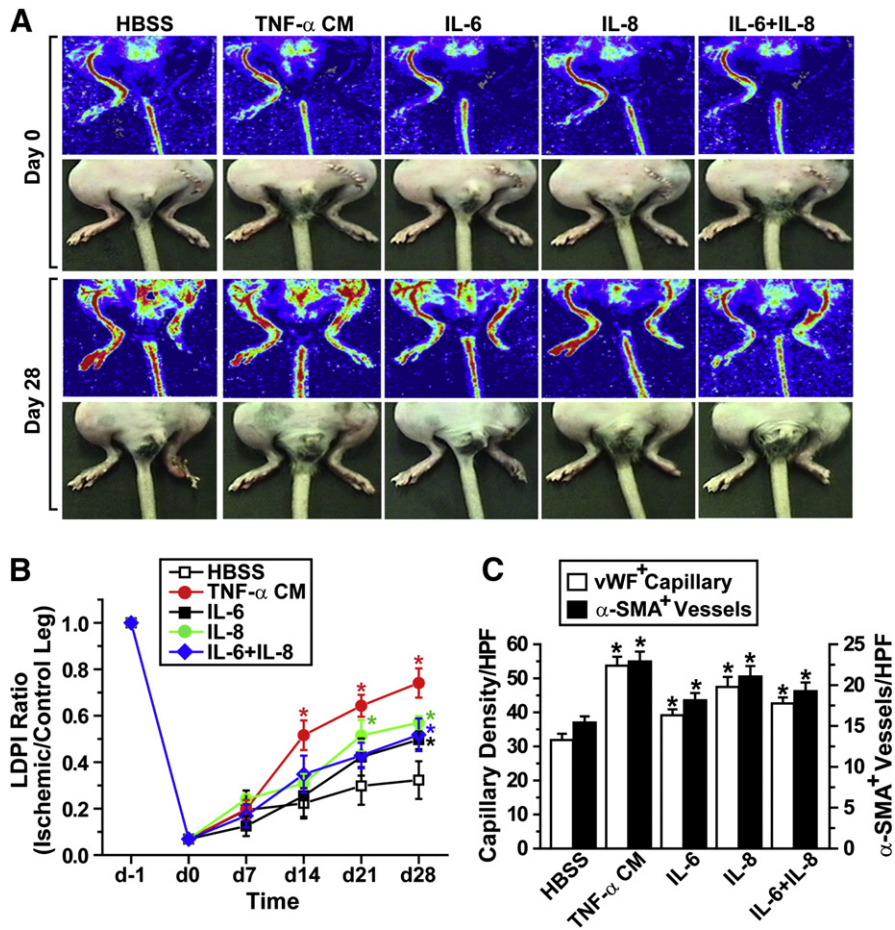 A
HBSS TNF-α CM IL-6 IL-8 IL-6+IL-8
Day 0
Day 28
B
HBSS
TNF-α CM
IL-6
IL-8
IL-6+IL-8
LDPI Ratio
(Ischemic/Control Leg)
1.0
0.8
0.6
0.4
0.2
0.0
* * *
* *
*
*
d-1 d0 d7 d14 d21 d28
Time
C
vWF+ Capillary
α-SMA+ Vessels
Capillary Density/HPF
60
50
40
30
20
10
0
* * * * * * * *
25
20
15
10
5
0
α-SMA+ Vessels/HPF
HBSS TNF-α CM IL-6 IL-8 IL-6+IL-8